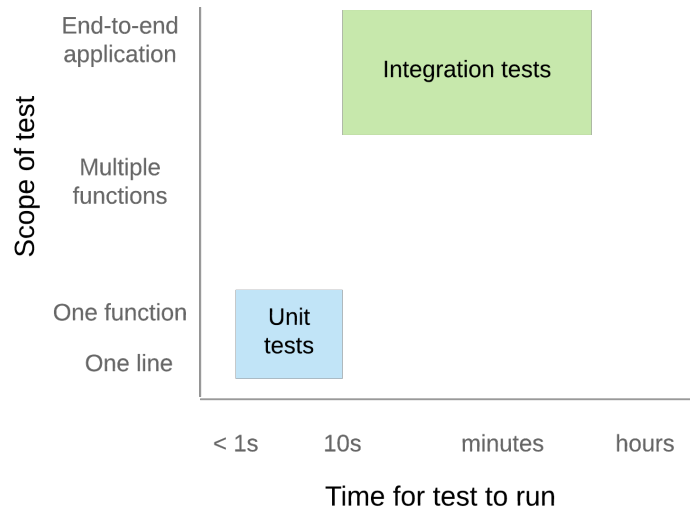 End-to-end
application
Integration tests
Scope of test
Multiple
functions
One function
Unit
tests
One line
< 1s
10s
minutes
hours
Time for test to run